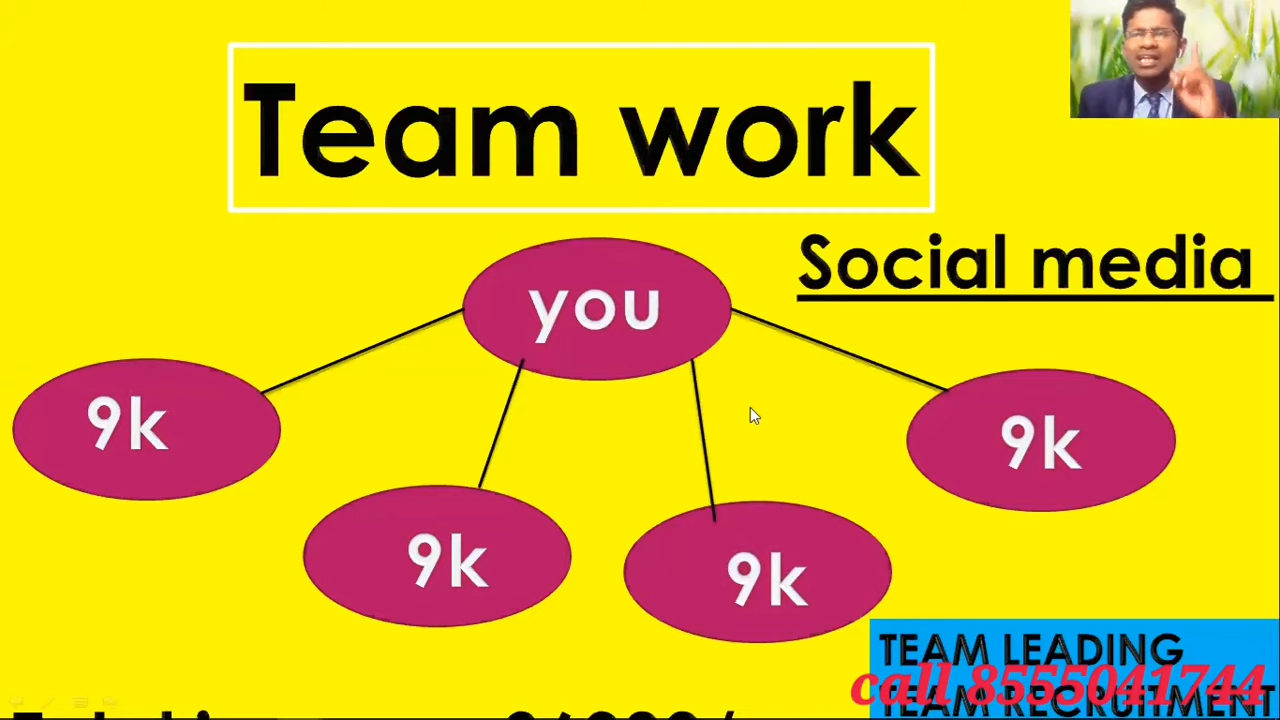 Team work
Social media
you
9k
9k
9k
9k
TEAM LEADING
call 8555041744
TEAM RECRUITMENT